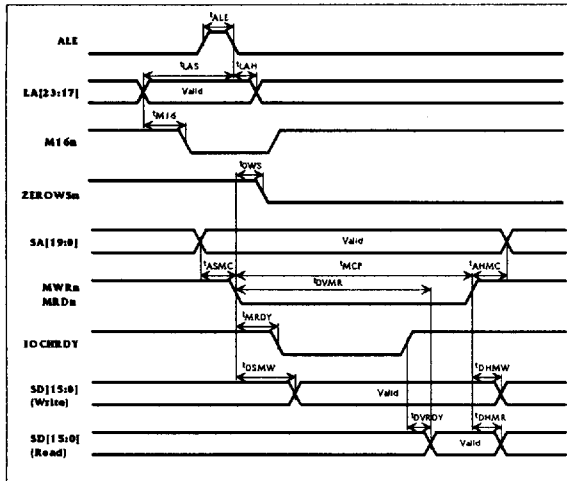 tALE
ALE
tLAS tLAH
LA[23:17] Valid
tM16
M16n
tDWS
ZEROWSn
SA[19:0] Valid
tASMC tMCP tAHMC
MWRn tDVMR
MRDn
tMRDY
IOCHRDY
tDSMW tDHMW
SD[15:0] Valid
(Write)
tDVRDY tDHMR
SD[15:0] Valid
(Read)